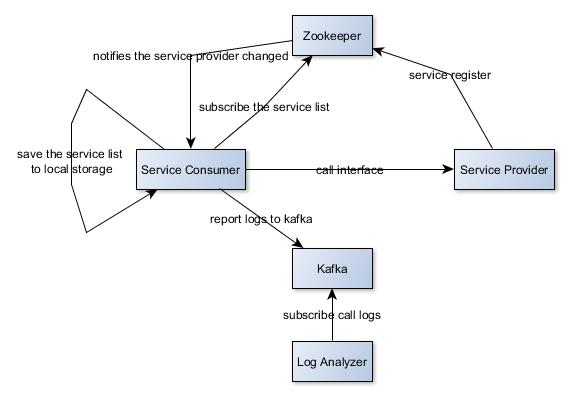 Zookeeper
notifies the service provider changed
service register
subscribe the service list
save the service list
to local storage
Service Consumer
call interface
Service Provider
report logs to kafka
Kafka
subscribe call logs
Log Analyzer